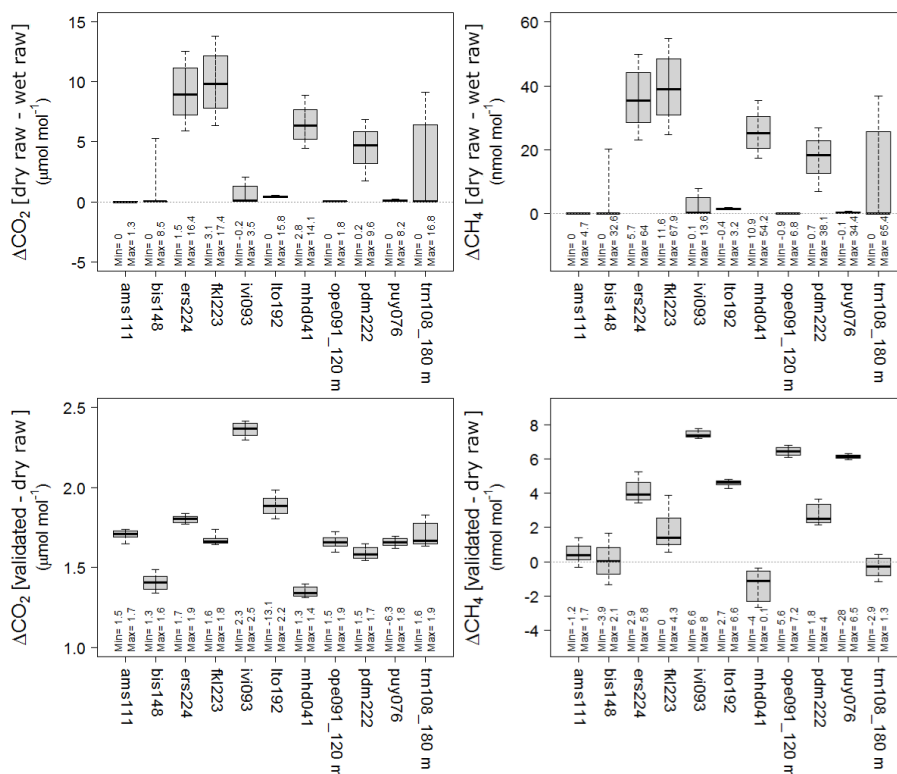 ΔCO2 [dry raw - wet raw]
(μmol mol-1)
15
10
5
0
-5
Min= 0
Max= 1.3
Min= 0
Max= 8.5
Min= 1.5
Max= 16.4
Min= 3.1
Max= 17.4
Min= -0.2
Max= 3.5
Min= 0
Max= 15.8
Min= 2.8
Max= 14.1
Min= 0
Max= 1.8
Min= 0.2
Max= 9.6
Min= 0
Max= 8.2
Min= 0
Max= 16.8
ams111
bis148
ers224
fkl223
ivi093
lto192
mhd041
ope091_120 m
pdm222
puy076
trn108_180 m
ΔCH4 [dry raw - wet raw]
(nmol mol-1)
60
40
20
0
Min= 0
Max= 4.7
Min= 0
Max= 32.6
Min= 5.7
Max= 64
Min= 11.6
Max= 67.9
Min= 0.1
Max= 13.6
Min= -0.4
Max= 3.2
Min= 10.9
Max= 54.2
Min= -0.9
Max= 6.8
Min= 0.7
Max= 38.1
Min= -0.1
Max= 34.4
Min= 0
Max= 65.4
ams111
bis148
ers224
fkl223
ivi093
lto192
mhd041
ope091_120 m
pdm222
puy076
trn108_180 m
ΔCO2 [validated - dry raw]
(μmol mol-1)
2.5
2.0
1.5
1.0
Min= 1.5
Max= 1.7
Min= 1.3
Max= 1.6
Min= 1.7
Max= 1.9
Min= 1.6
Max= 1.8
Min= 2.3
Max= 2.5
Min= -13.1
Max= 2.2
Min= 1.3
Max= 1.4
Min= 1.5
Max= 1.9
Min= 1.5
Max= 1.7
Min= -6.3
Max= 1.8
Min= 1.6
Max= 1.9
ams111
bis148
ers224
fkl223
ivi093
lto192
mhd041
ope091_120 m
pdm222
puy076
trn108_180 m
ΔCH4 [validated - dry raw]
(nmol mol-1)
8
6
4
2
0
-2
-4
Min= -1.2
Max= 1.7
Min= -3.9
Max= 2.1
Min= 2.9
Max= 5.8
Min= 0
Max= 4.3
Min= 6.6
Max= 8
Min= 2.7
Max= 6.6
Min= -4
Max= 0.1
Min= 5.6
Max= 7.2
Min= 1.8
Max= 4
Min= -28
Max= 6.5
Min= -2.9
Max= 1.3
ams111
bis148
ers224
fkl223
ivi093
lto192
mhd041
ope091_120 m
pdm222
puy076
trn108_180 m